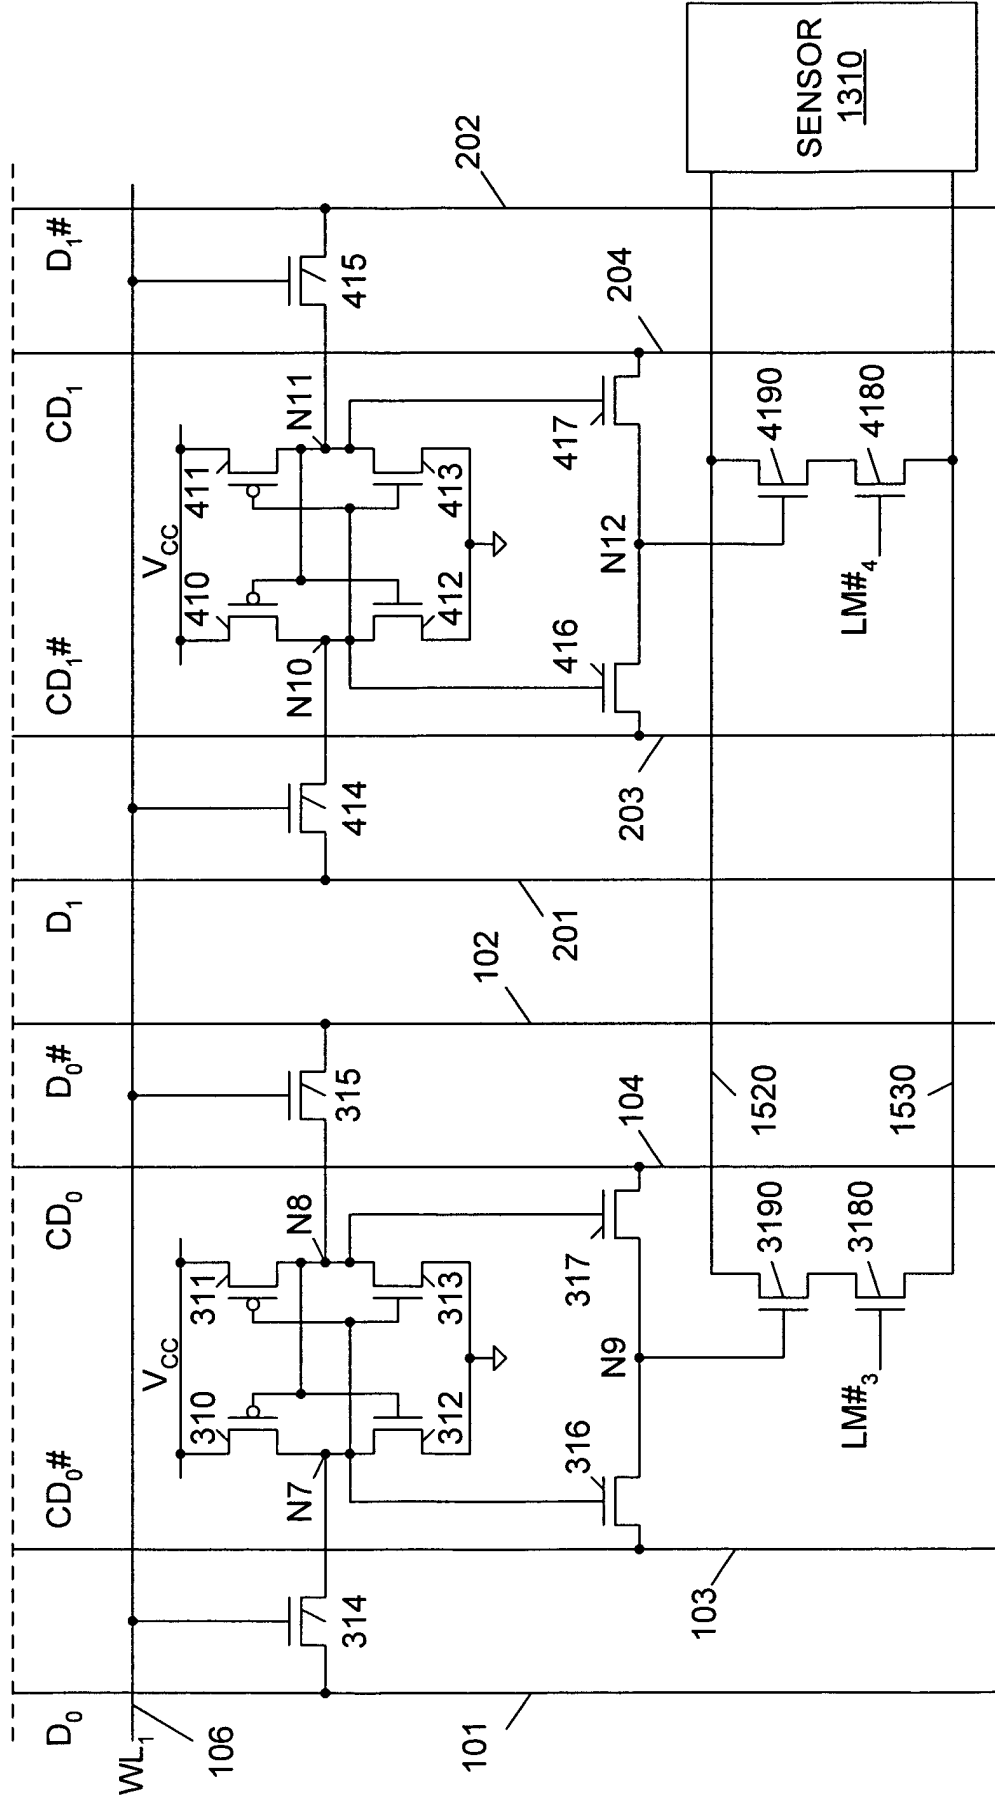 D0 CD0# CD0 D0# D1 CD1# CD1 D1#
WL1
106
VCC VCC
310 311 410 411
N7 N8 N10 N11
314 315 414 415
312 313 412 413
101 102 201 202
316 317 416 417
N9 N12
103 104 203 204
1520
3190 4190
LM#3 LM#4
3180 4180
1530
SENSOR
1310